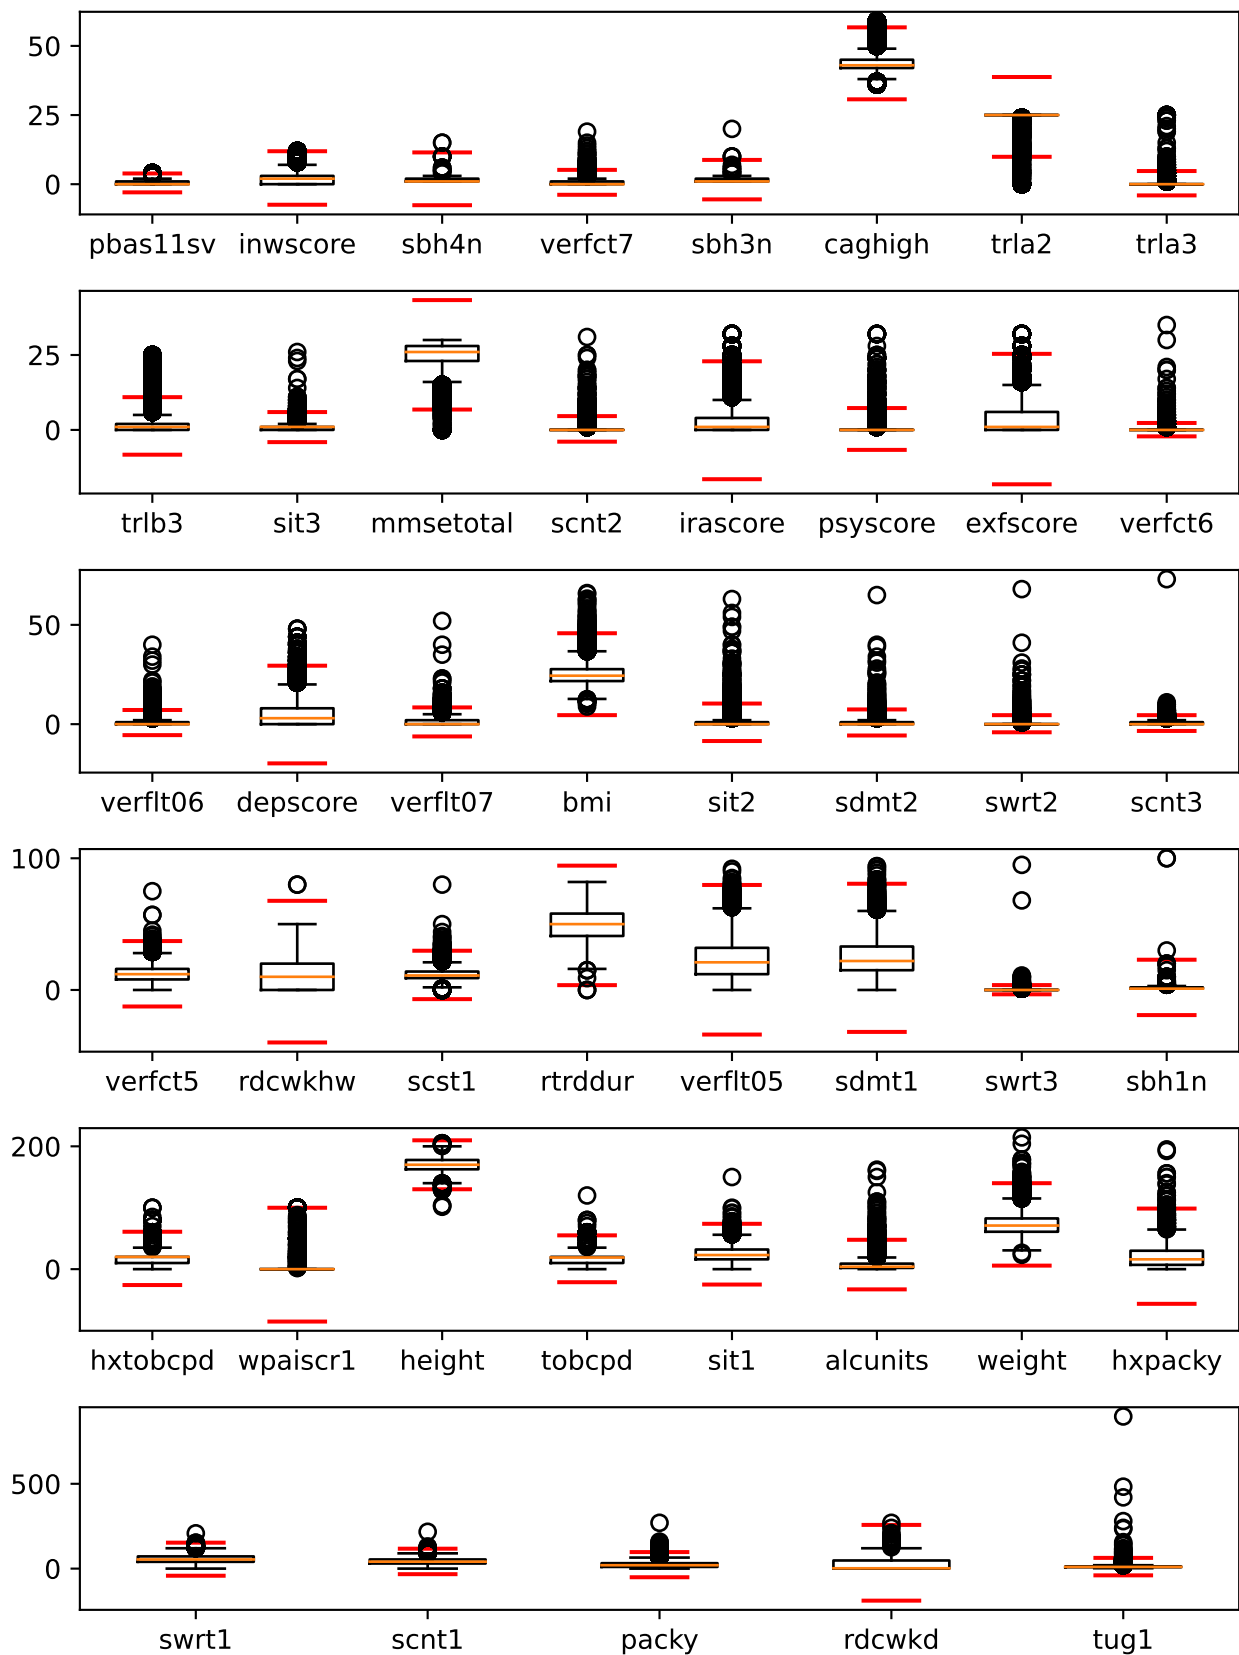 50
25
0
pbas11sv inwscore sbh4n verfct7 sbh3n caghigh trla2 trla3
25
0
trlb3 sit3 mmsetotal scnt2 irascore psyscore exfscore verfct6
50
0
verflt06 depscore verflt07 bmi sit2 sdmt2 swrt2 scnt3
100
0
verfct5 rdcwkhw scst1 rtrddur verflt05 sdmt1 swrt3 sbh1n
200
0
hxtobcpd wpaiscr1 height tobcpd sit1 alcunits weight hxpacky
500
0
swrt1 scnt1 packy rdcwkd tug1